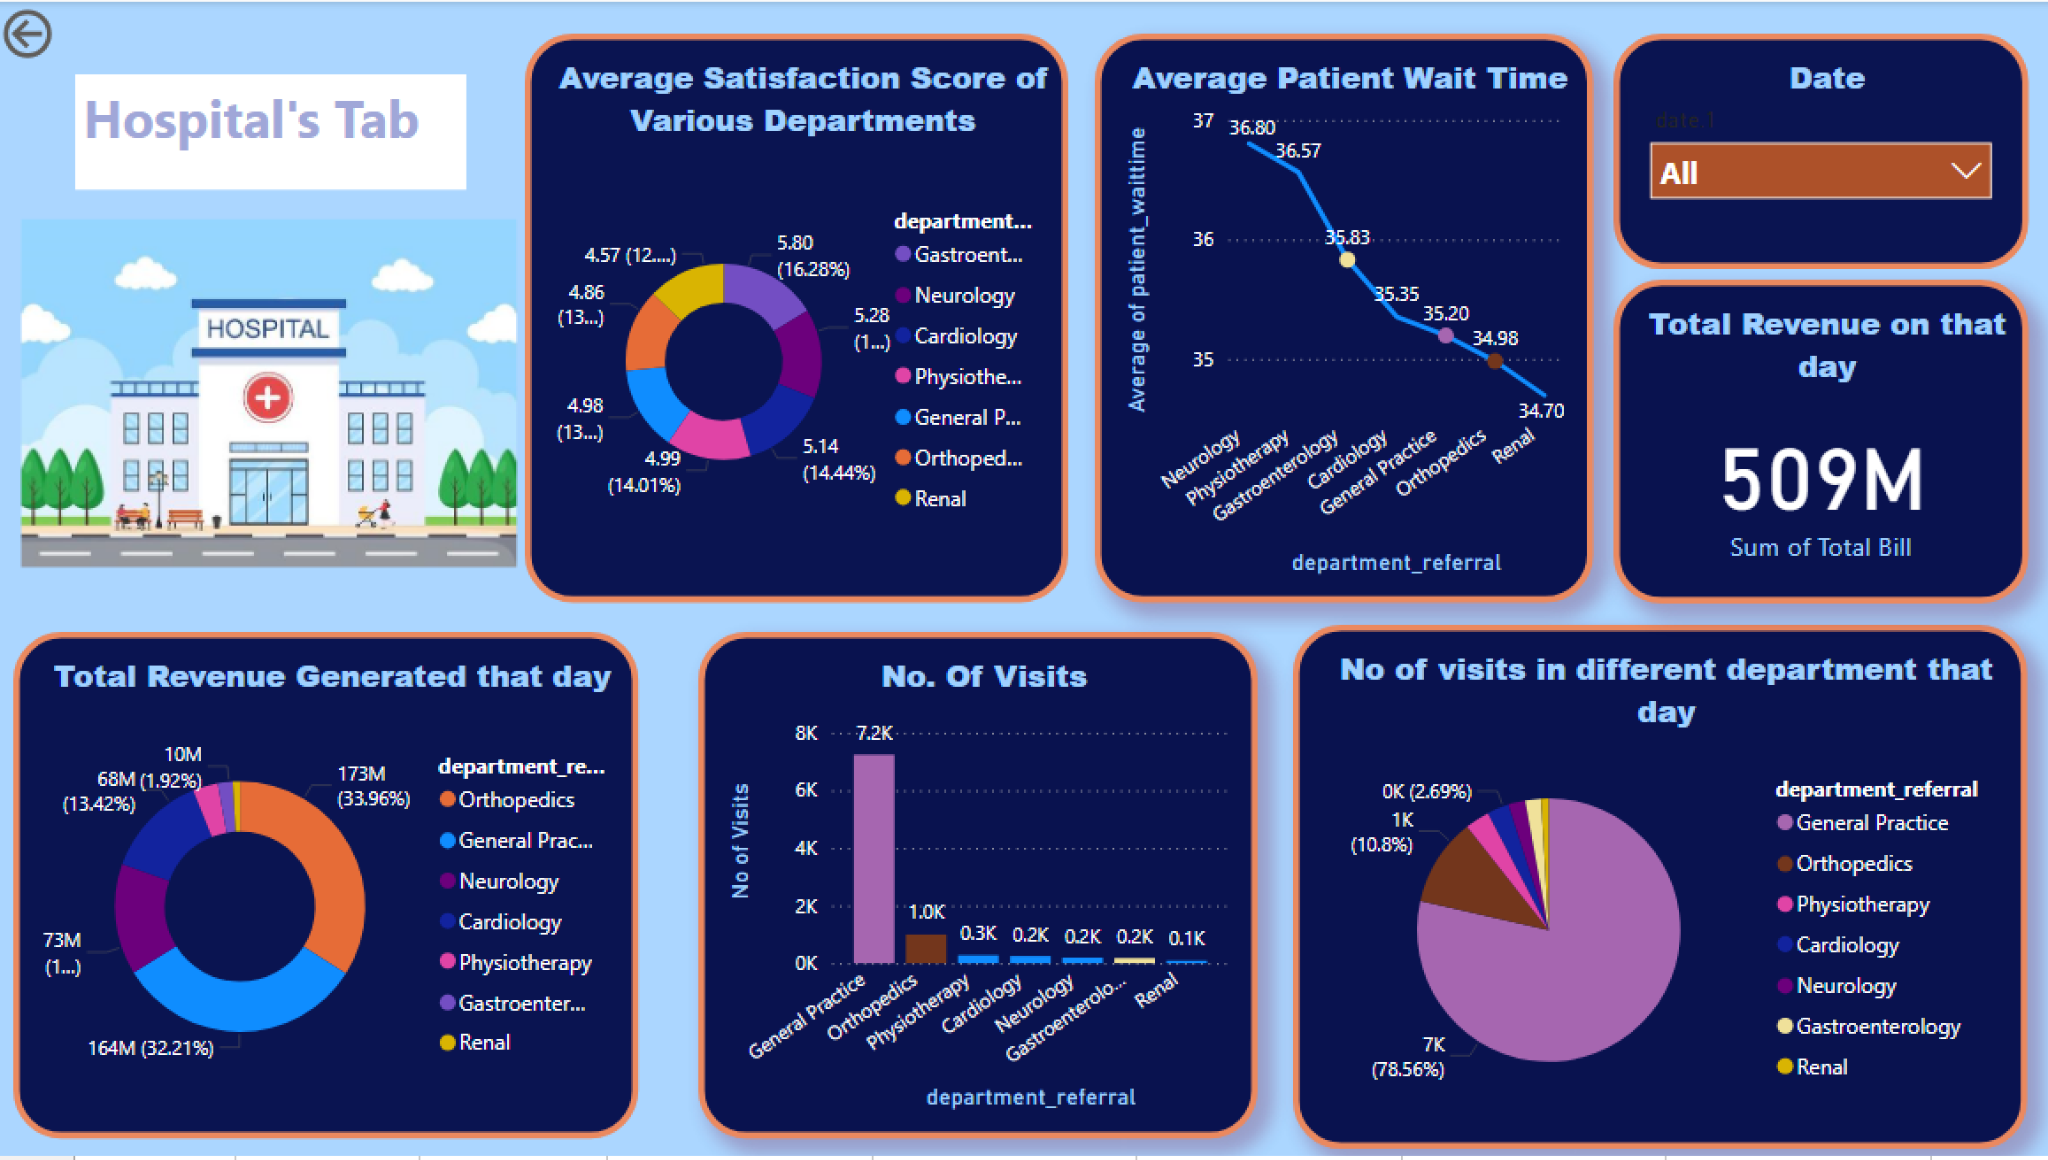 Hospital's Tab
HOSPITAL
Average Satisfaction Score of
Various Departments
department...
Gastroent...
Neurology
Cardiology
Physiothe...
General P...
Orthoped...
Renal
5.80
(16.28%)
5.28
(1...)
5.14
(14.44%)
4.99
(14.01%)
4.98
(13...)
4.86
(13...)
4.57 (12....)
Average Patient Wait Time
Average of patient_waittime
37
36
35
36.80
36.57
35.83
35.35
35.20
34.98
34.70
Neurology
Physiotherapy
Gastroenterology
Cardiology
General Practice
Orthopedics
Renal
department_referral
Date
date.1
All
Total Revenue on that
day
509M
Sum of Total Bill
Total Revenue Generated that day
10M
(1.92%)
68M
(13.42%)
73M
(1...)
164M (32.21%)
173M
(33.96%)
department_re...
Orthopedics
General Prac...
Neurology
Cardiology
Physiotherapy
Gastroenter...
Renal
No. Of Visits
No of Visits
8K
6K
4K
2K
0K
7.2K
1.0K
0.3K
0.2K
0.2K
0.2K
0.1K
General Practice
Orthopedics
Physiotherapy
Cardiology
Neurology
Gastroenterolo...
Renal
department_referral
No of visits in different department that
day
0K (2.69%)
1K
(10.8%)
7K
(78.56%)
department_referral
General Practice
Orthopedics
Physiotherapy
Cardiology
Neurology
Gastroenterology
Renal